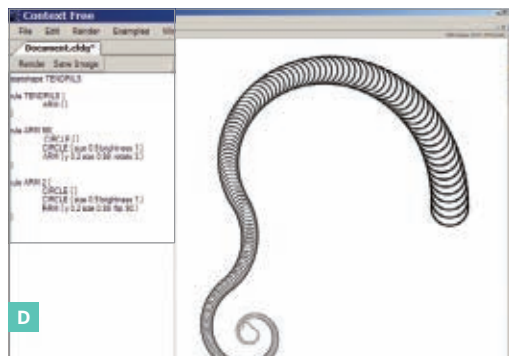 Context Free
File Edit Render Examples
Document.cfdg*
Render Save Image
startshape TENDRILS
rule TENDRILS {
ARM { }
}
rule ARM 98
CIRCLE { }
CIRCLE { size 0.9 brightness 1 }
ARM { y 0.2 size 0.99 rotate 3 }
}
rule ARM 2 {
CIRCLE { }
CIRCLE { size 0.9 brightness 1 }
ARM { y 0.2 size 0.99 flip 90 }
}
D